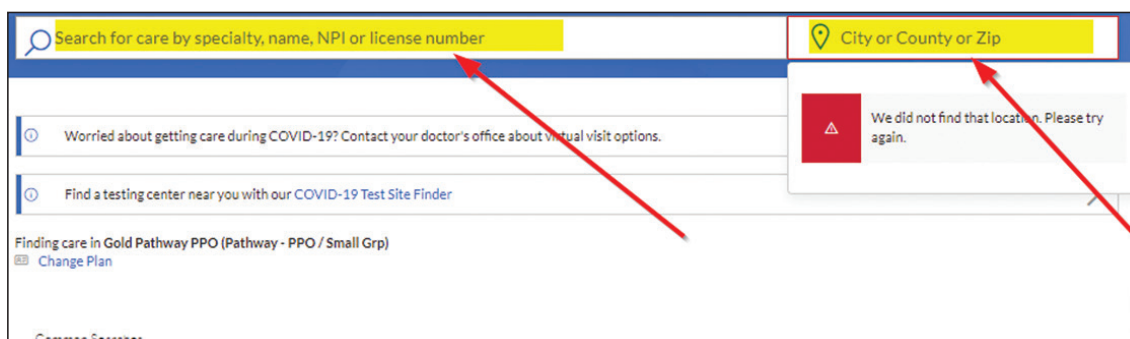 Search for care by specialty, name, NPI or license number
City or County or Zip
We did not find that location. Please try
again.
Worried about getting care during COVID-19? Contact your doctor's office about virtual visit options.
Find a testing center near you with our COVID-19 Test Site Finder
Finding care in Gold Pathway PPO (Pathway - PPO / Small Grp)
Change Plan
Common Searches